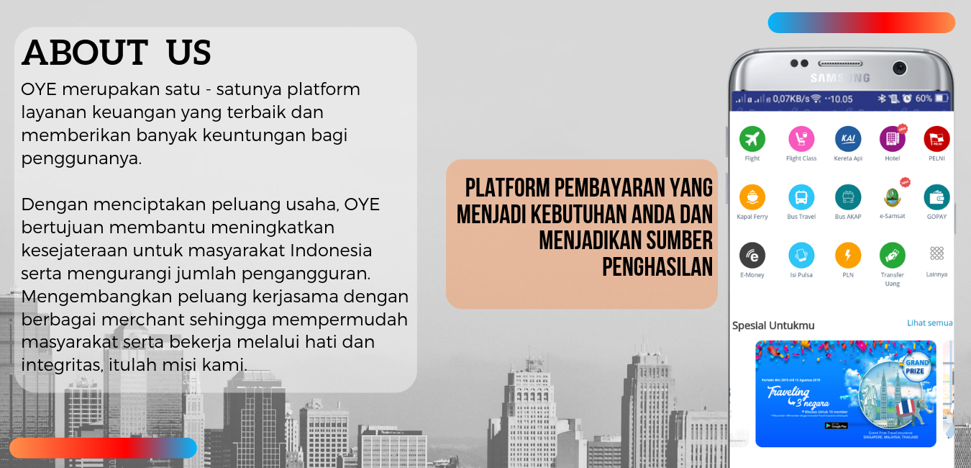 ABOUT US
OYE merupakan satu - satunya platform
layanan keuangan yang terbaik dan
memberikan banyak keuntungan bagi
penggunanya.
Dengan menciptakan peluang usaha, OYE
bertujuan membantu meningkatkan
kesejateraan untuk masyarakat Indonesia
serta mengurangi jumlah pengangguran.
Mengembangkan peluang kerjasama dengan
berbagai merchant sehingga mempermudah
masyarakat serta bekerja melalui hati dan
integritas, itulah misi kami.
PLATFORM PEMBAYARAN YANG
MENJADI KEBUTUHAN ANDA DAN
MENJADIKAN SUMBER
PENGHASILAN
SAMSUNG
0,07KB/s 10.05 60%
Flight Flight Class Kereta Api Hotel PELNI
Kapal Ferry Bus Travel Bus AKAP e-Samsat GOPAY
E-Money Isi Pulsa PLN Transfer Uang Lainnya
Spesial Untukmu Lihat semua
GRAND
PRIZE
Traveling
3 negara
SINGAPURE, MALAYSIA, THAILAND